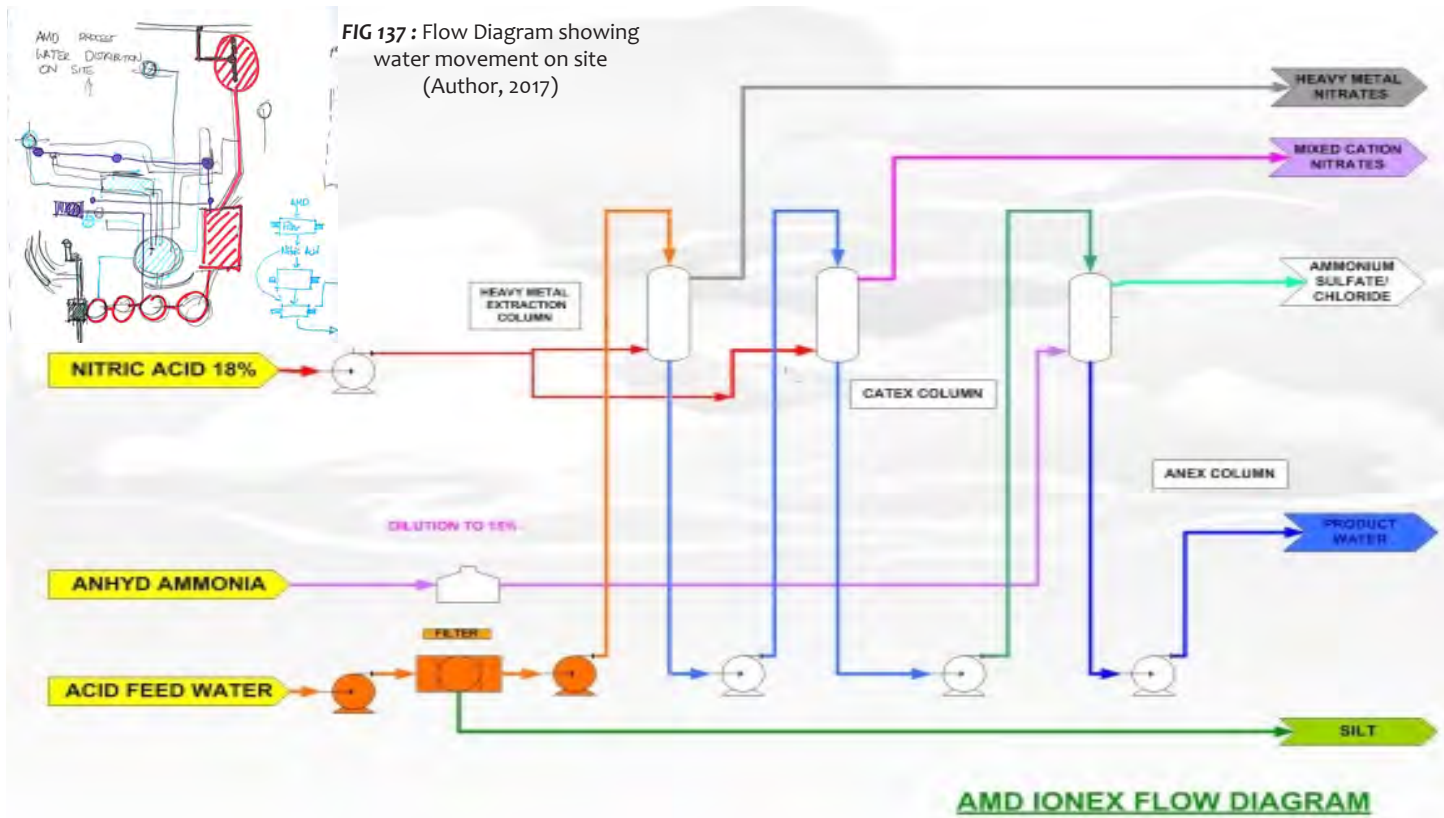 AMD PROCESS
WATER DISTRIBUTION
ON SITE
FIG 137 : Flow Diagram showing
water movement on site
(Author, 2017)
HEAVY METAL
NITRATES
MIXED CATION
NITRATES
AMMONIUM
SULFATE/
CHLORIDE
HEAVY METAL
EXTRACTION
COLUMN
AMD
NITRIC ACID 18%
CATEX COLUMN
ANEX COLUMN
PRODUCT
WATER
DILUTION TO 15%
ANHYD AMMONIA
FILTER
ACID FEED WATER
SILT
AMD IONEX FLOW DIAGRAM